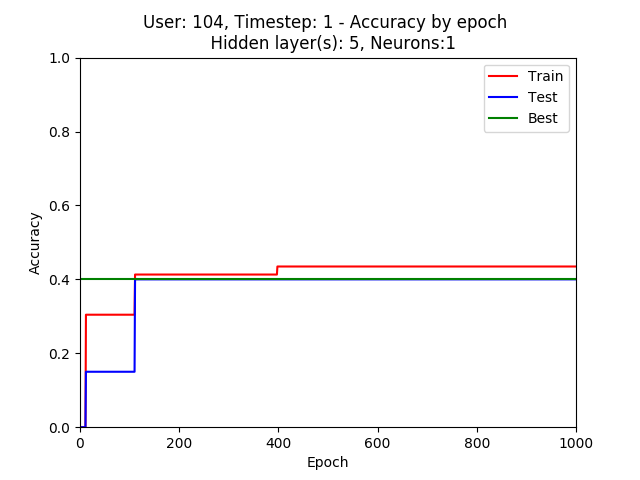 User: 104, Timestep: 1 - Accuracy by epoch
Hidden layer(s): 5, Neurons:1
1.0
0.8
0.6
0.4
0.2
0.0
Accuracy
Train
Test
Best
0
200
400
600
800
1000
Epoch